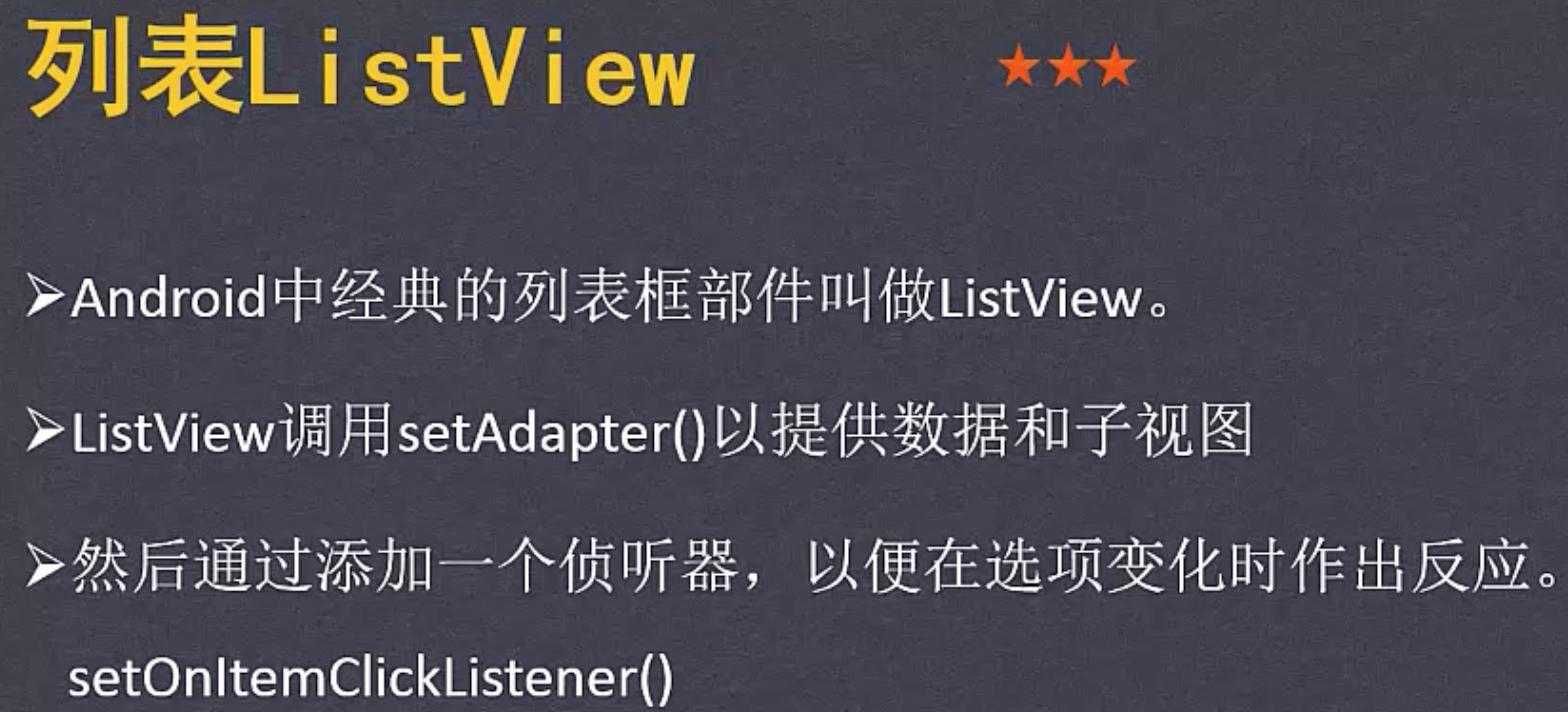 列表ListView
★★★
➢Android中经典的列表框部件叫做ListView。
➢ListView调用setAdapter()以提供数据和子视图
➢然后通过添加一个侦听器，以便在选项变化时作出反应。
setOnItemClickListener()